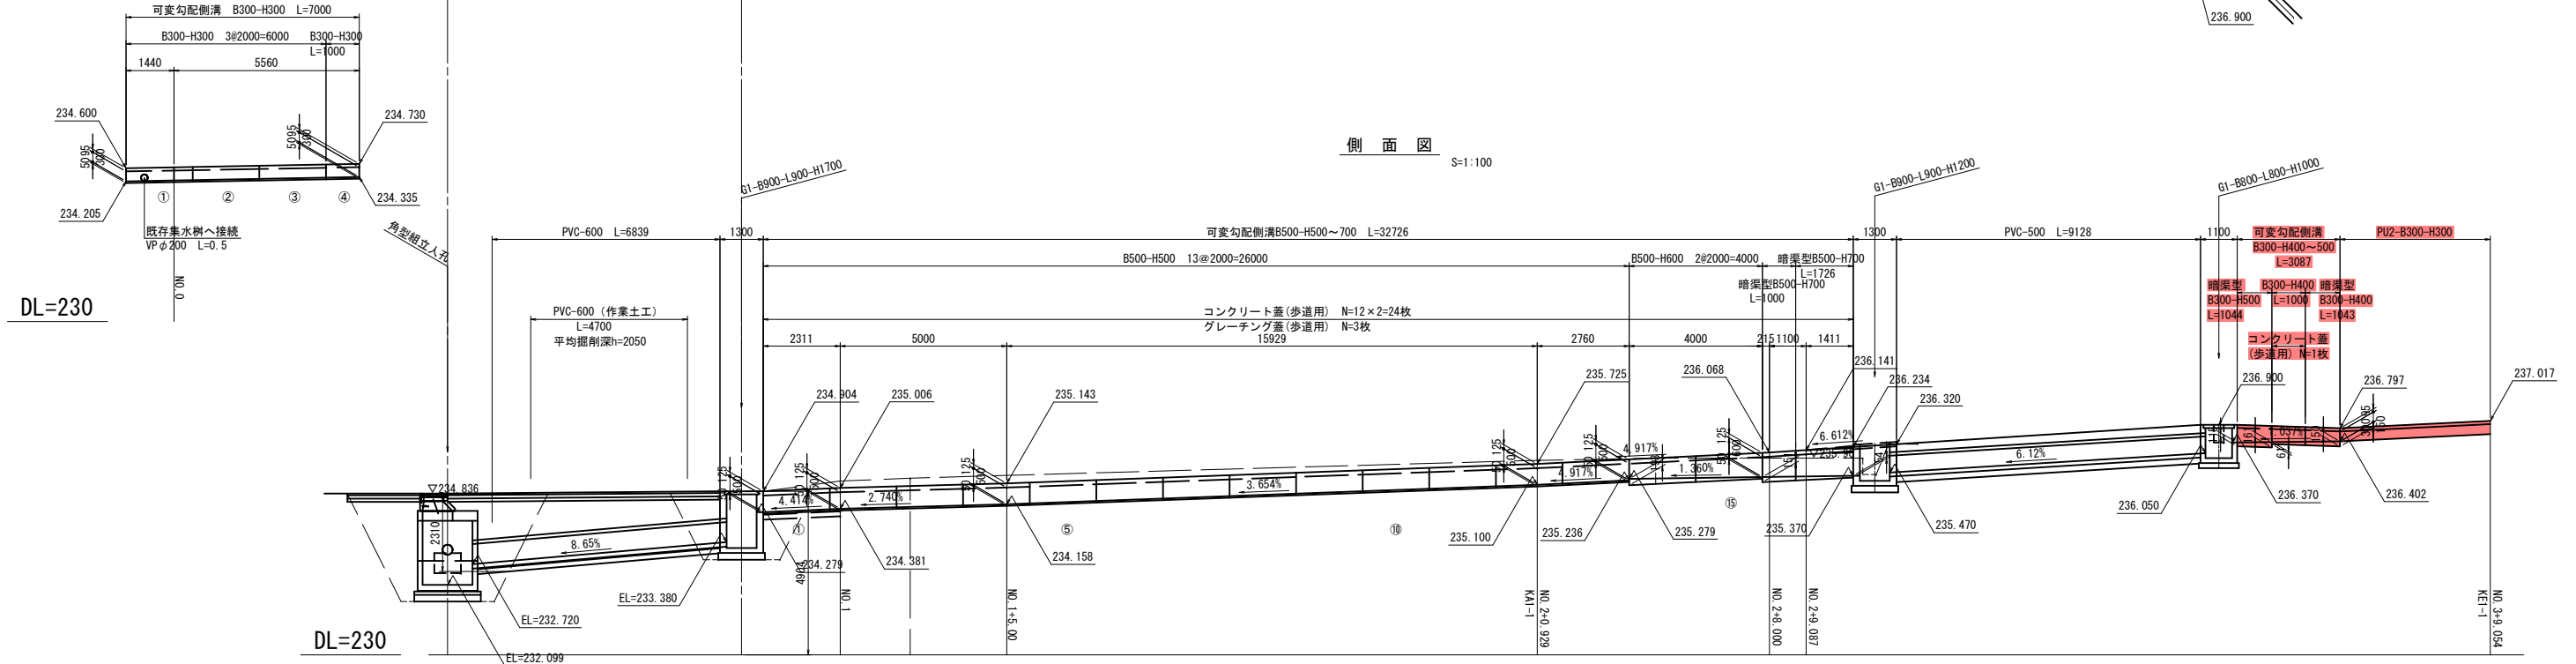 可変勾配側溝 B300-H300 L=7000
B300-H300 3@2000=6000
B300-H300
L=1000
1440
5560
234.600
234.730
5095
300
5095
300
①
②
③
④
234.205
234.335
既存集水桝へ接続
VPφ200 L=0.5
NO.0
DL=230
236.900
側 面 図
S=1:100
角型組立人孔
G1-B900-L900-H1700
G1-B900-L900-H1200
G1-B800-L800-H1000
PVC-600 L=6839
1300
可変勾配側溝B500-H500~700 L=32726
1300
PVC-500 L=9128
1100
可変勾配側溝
B300-H400~500
L=3087
PU2-B300-H300
B500-H500 13@2000=26000
B500-H600 2@2000=4000
暗渠型B500-H700
L=1726
暗渠型B500-H700
L=1000
暗渠型
B300-H500
L=1044
B300-H400
L=1000
暗渠型
B300-H400
L=1043
PVC-600(作業土工)
L=4700
平均掘削深h=2050
コンクリート蓋(歩道用) N=12×2=24枚
グレーチング蓋(歩道用) N=3枚
コンクリート蓋
(歩道用) N=1枚
2311
5000
15929
2760
4000
215
1100
1411
234.904
235.006
235.143
235.725
236.068
236.141
236.234
236.320
236.900
236.797
237.017
▽234.836
2310
8.65%
4.414%
2.740%
3.654%
4.917%
4.917%
1.360%
6.612%
6.12%
①
⑤
⑩
⑮
EL=233.380
EL=232.720
EL=232.099
234.279
234.381
234.158
235.100
235.236
235.279
235.370
235.470
236.050
236.370
236.402
NO.1
NO.1+5.00
KA1-1
NO.2+0.929
NO.2+8.000
NO.2+9.087
KE1-1
NO.3+9.054
DL=230